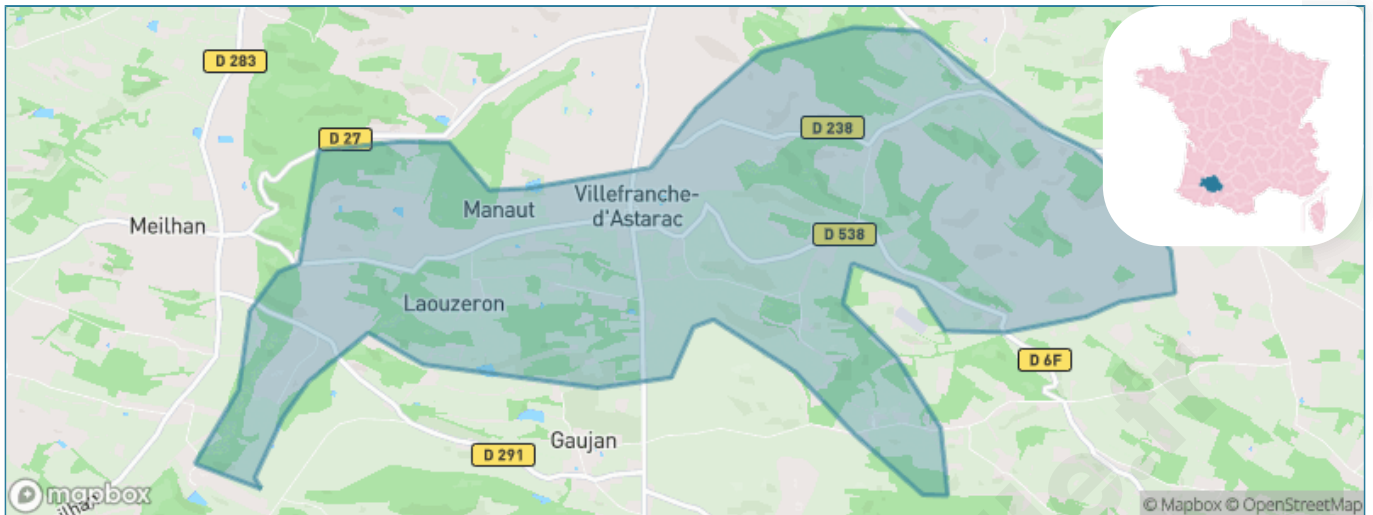 D 283
D 27
D 238
Villefranche-
d'Astarac
Manaut
Meilhan
D 538
Laouzeron
D 6F
Gaujan
D 291
mapbox
© Mapbox © OpenStreetMap